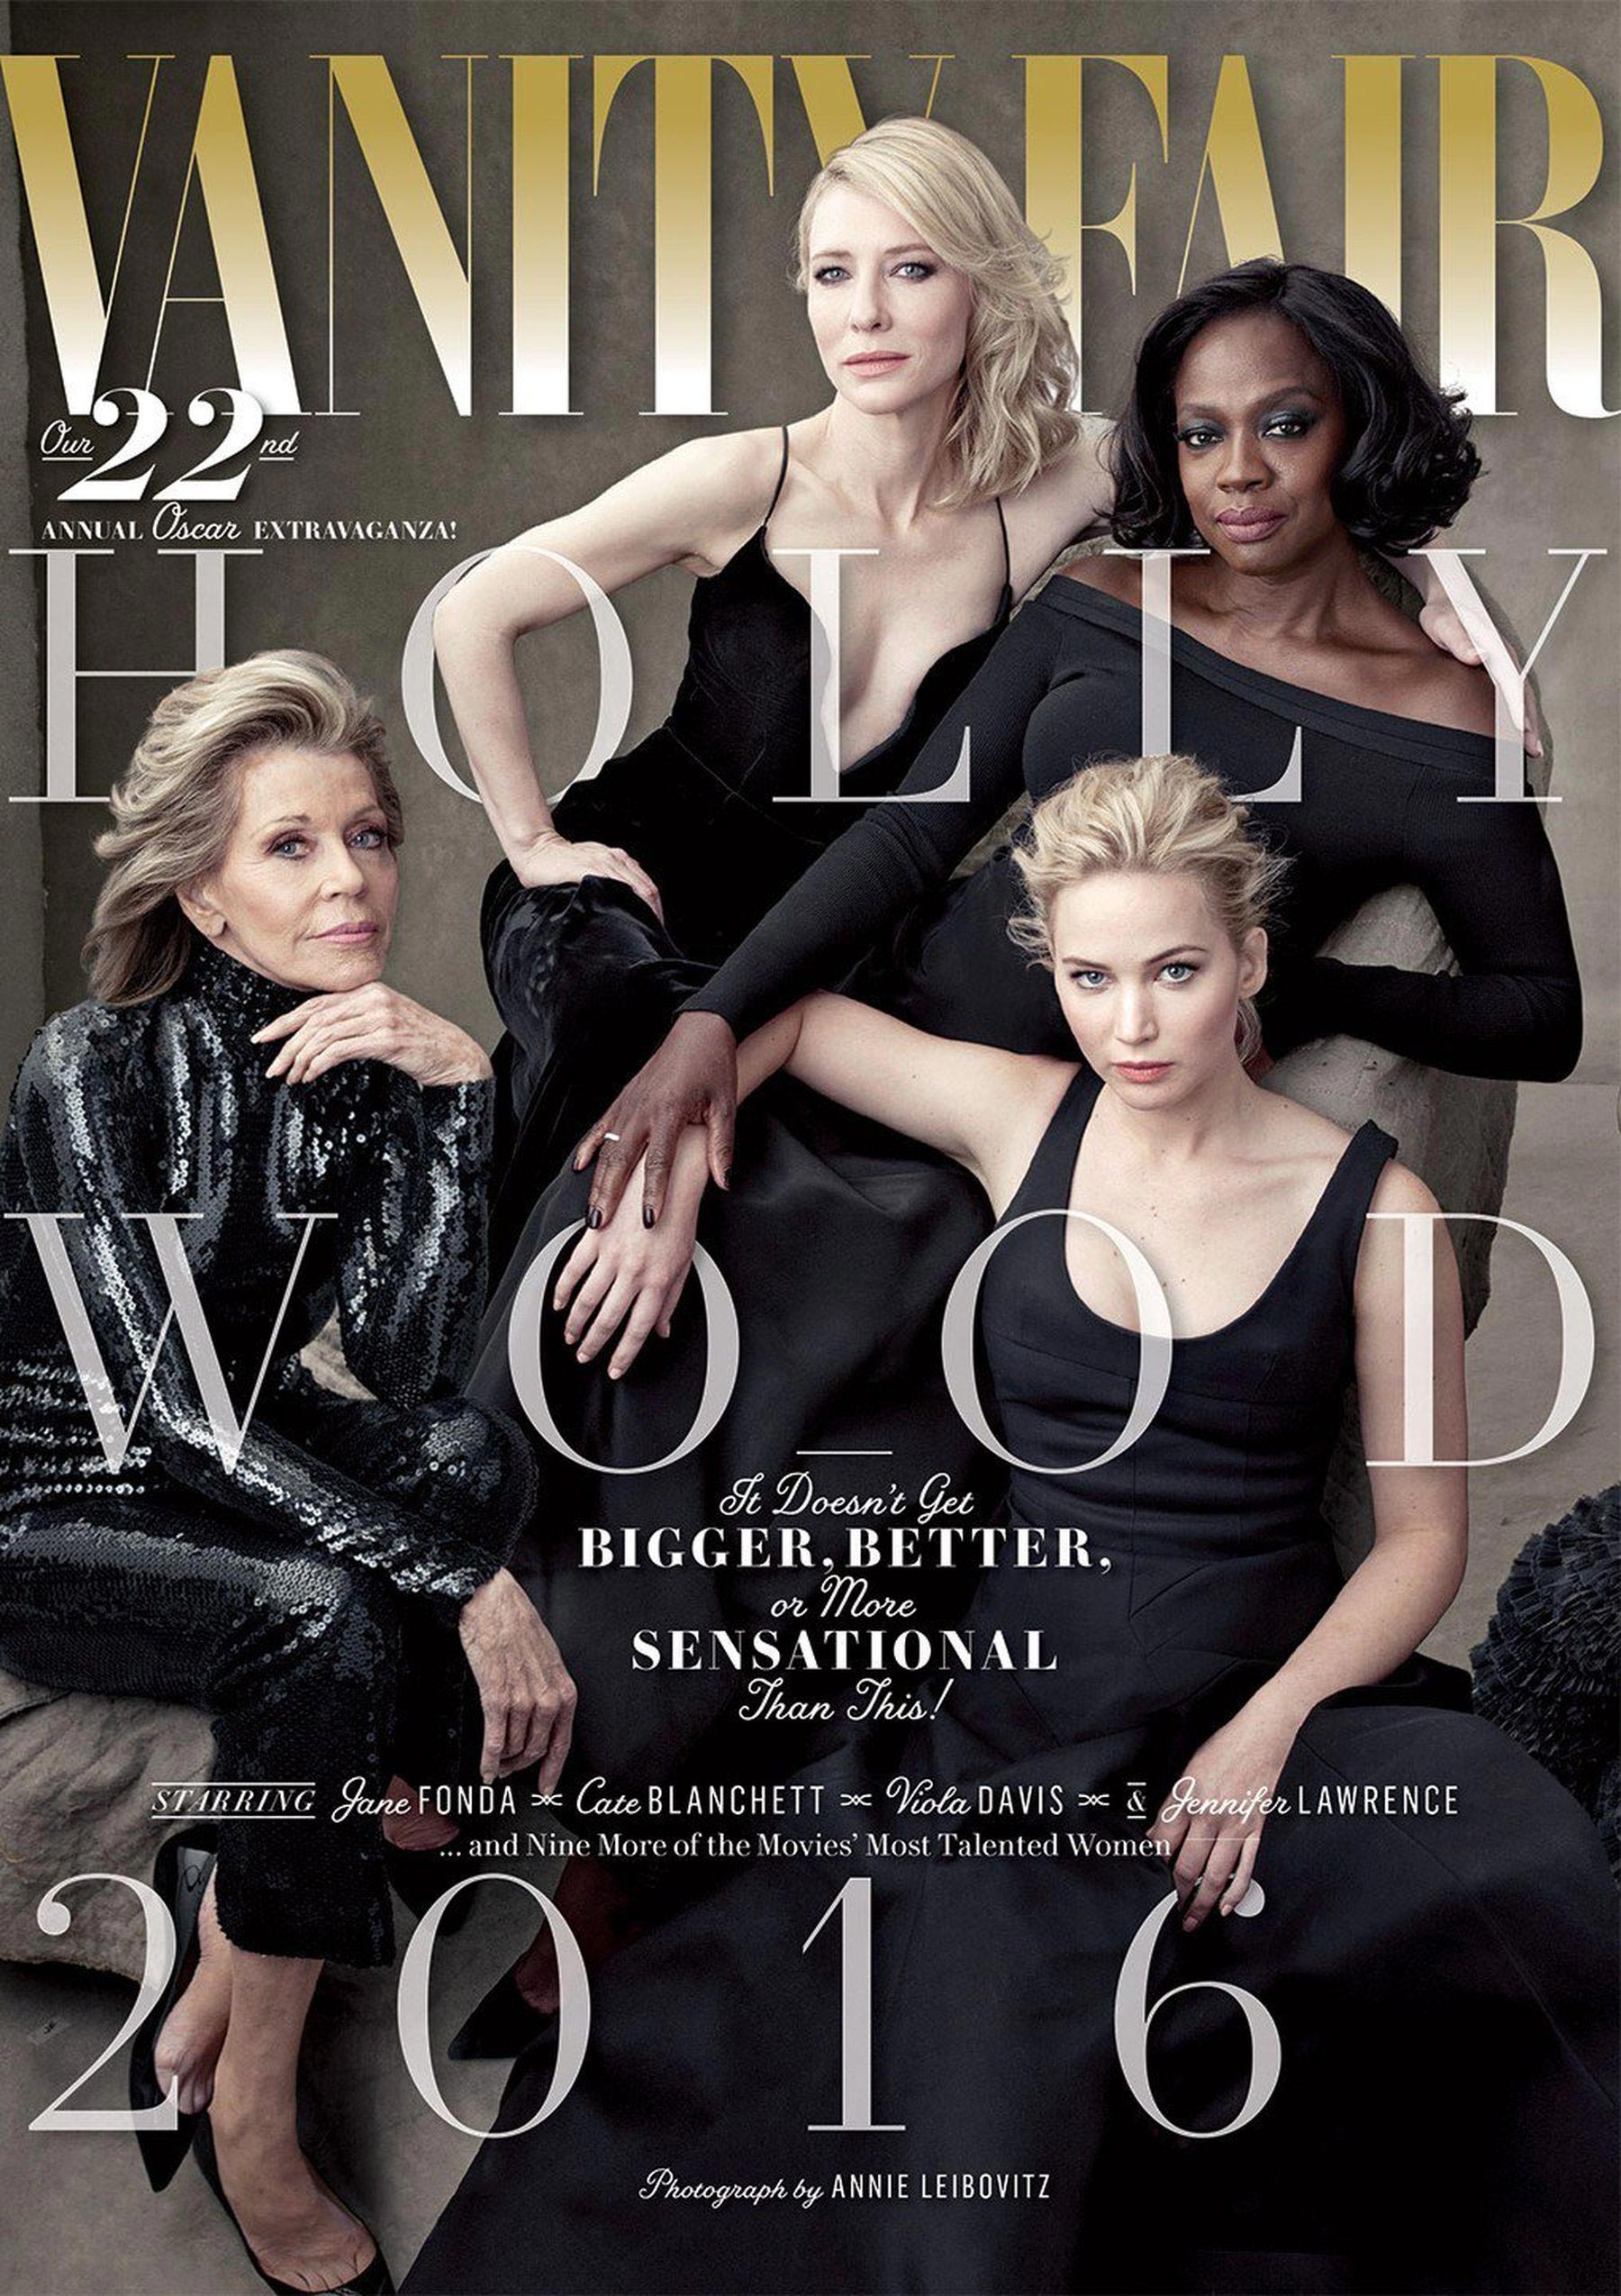 VANITY FAIR
Our 22nd
ANNUAL Oscar EXTRAVAGANZA!
HOLLY
WOOD
It Doesn't Get
BIGGER, BETTER,
or More
SENSATIONAL
Than This!
STARRING Jane FONDA Cate BLANCHETT Viola DAVIS & Jennifer LAWRENCE
... and Nine More of the Movies' Most Talented Women
2016
Photograph by ANNIE LEIBOVITZ